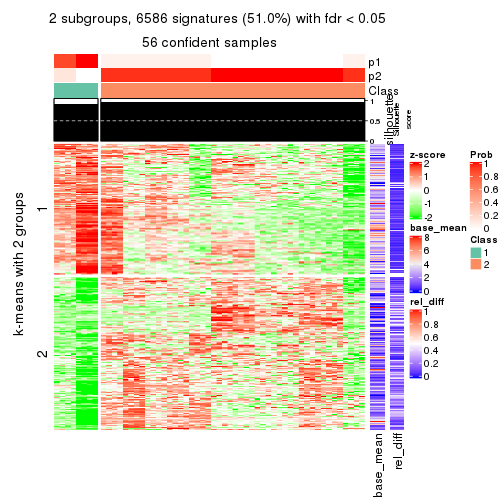 2 subgroups, 6586 signatures (51.0%) with fdr < 0.05
56 confident samples
p1
p2
Class
1
0.5
0
silhouette
Silhouette
score
k-means with 2 groups
1
2
base_mean
rel_diff
z-score
2
1
0
-1
-2
base_mean
8
6
4
2
0
rel_diff
1
0.8
0.6
0.4
0.2
0
Prob
1
0.8
0.6
0.4
0.2
0
Class
1
2